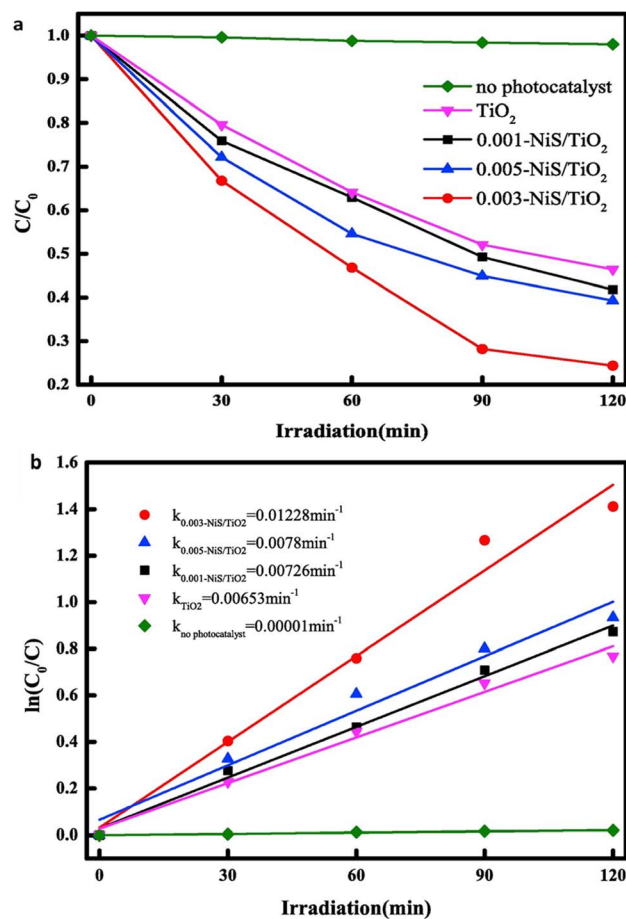 a
1.0
0.9
0.8
0.7
0.6
0.5
0.4
0.3
0.2
C/C₀
no photocatalyst
TiO₂
0.001-NiS/TiO₂
0.005-NiS/TiO₂
0.003-NiS/TiO₂
0 30 60 90 120
Irradiation(min)
b
1.6
1.4
1.2
1.0
0.8
0.6
0.4
0.2
0.0
ln(C₀/C)
k0.003-NiS/TiO2=0.01228min⁻¹
k0.005-NiS/TiO2=0.0078min⁻¹
k0.001-NiS/TiO2=0.00726min⁻¹
kTiO2=0.00653min⁻¹
kno photocatalyst=0.00001min⁻¹
0 30 60 90 120
Irradiation(min)